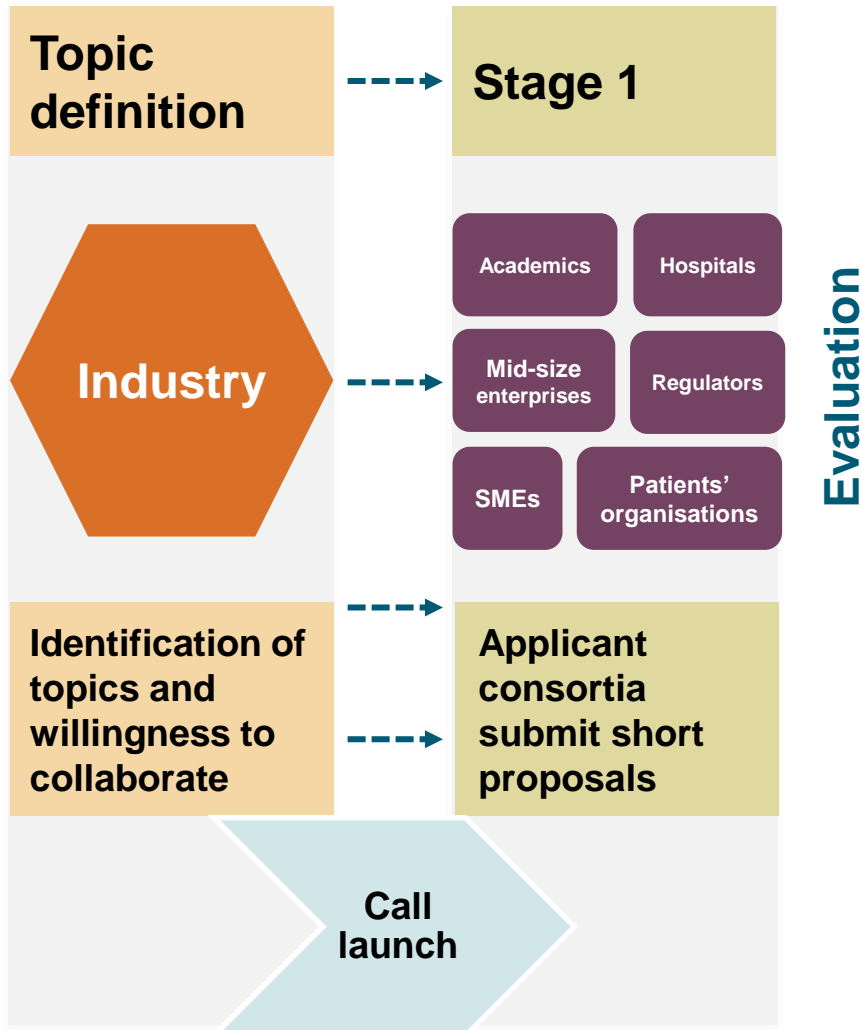 Topic
definition
Stage 1
Industry
Academics
Hospitals
Mid-size
enterprises
Regulators
SMEs
Patients’
organisations
Evaluation
Identification of
topics and
willingness to
collaborate
Applicant
consortia
submit short
proposals
Call
launch